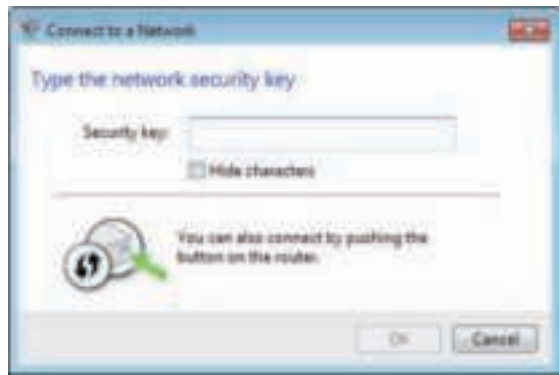 Connect to a Network
Type the network security key
Security key:
Hide characters
You can also connect by pushing the
button on the router.
OK
Cancel